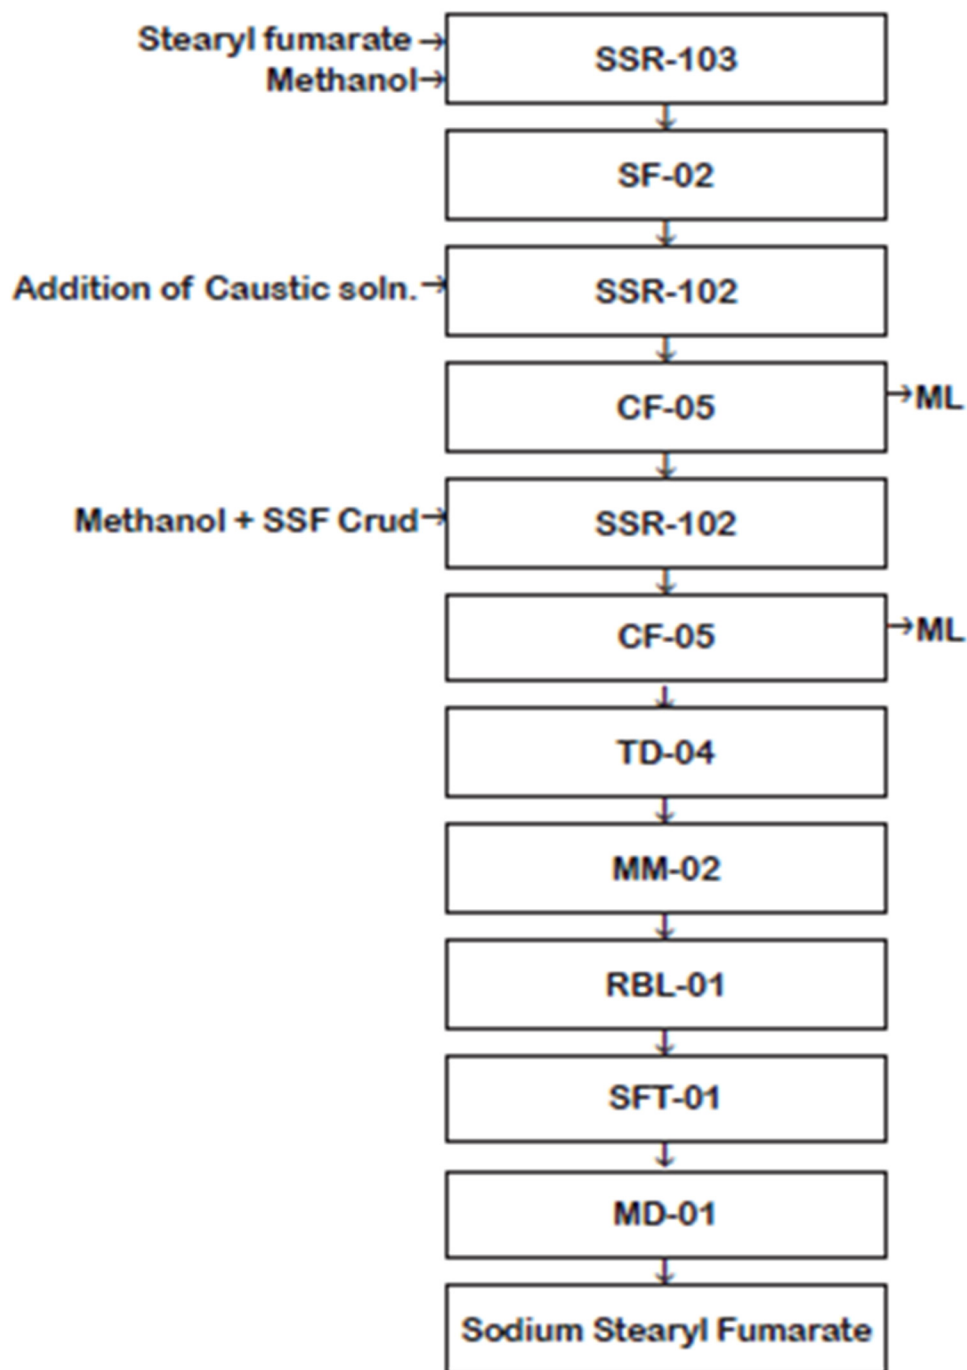 Stearyl fumarate →
Methanol→
SSR-103
↓
SF-02
↓
Addition of Caustic soln.→
SSR-102
↓
CF-05
→ML
↓
Methanol + SSF Crud→
SSR-102
↓
CF-05
→ML
↓
TD-04
↓
MM-02
↓
RBL-01
↓
SFT-01
↓
MD-01
↓
Sodium Stearyl Fumarate